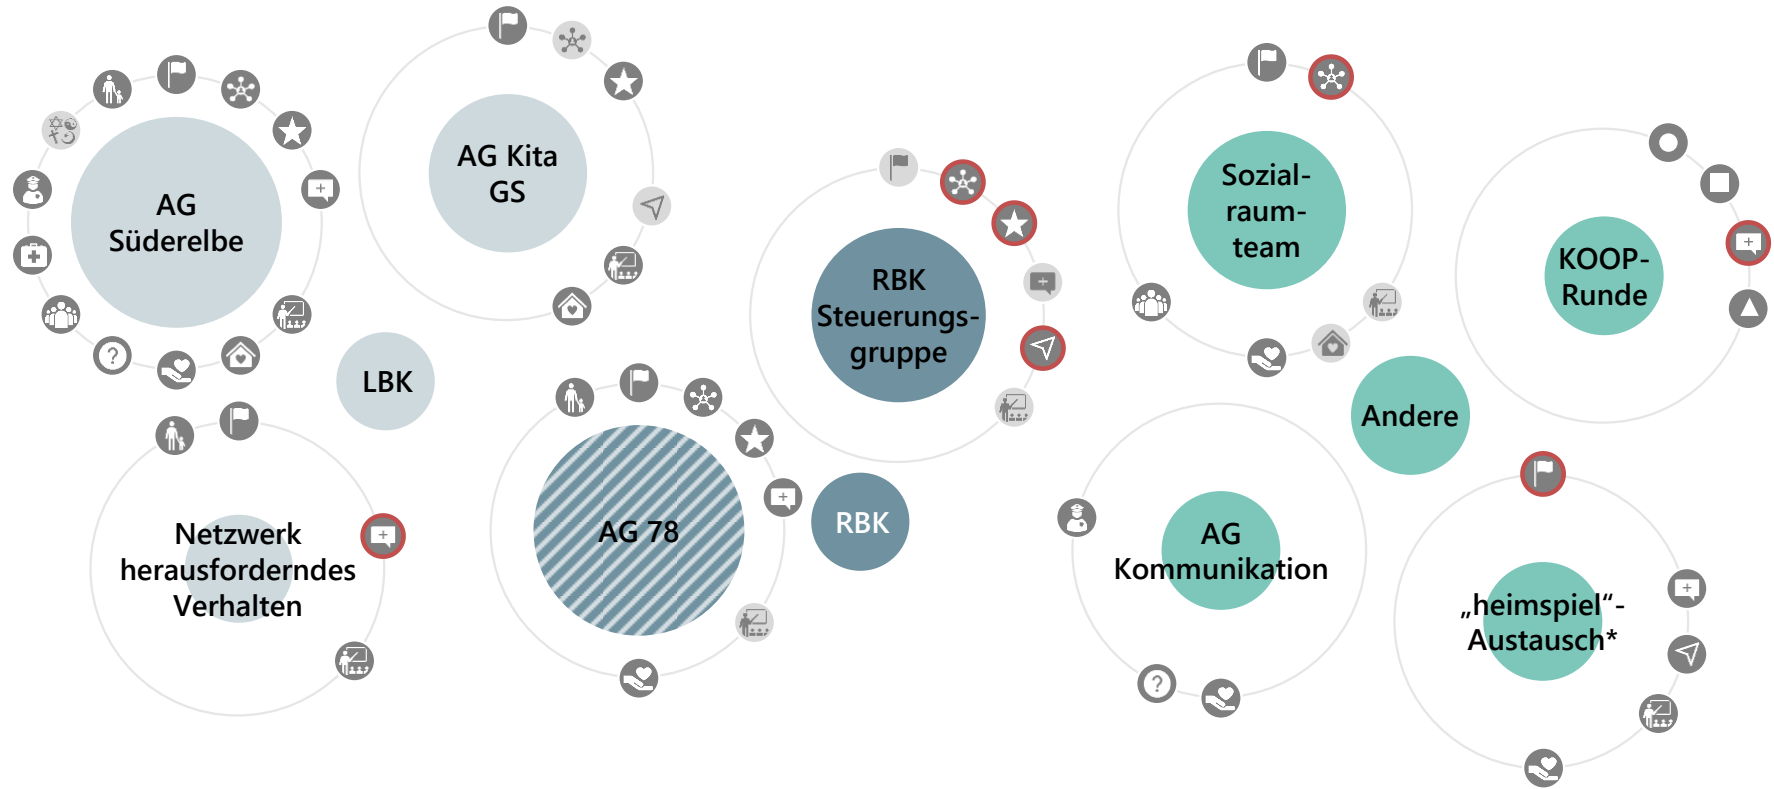 AG
Süderelbe
AG Kita
GS
LBK
Netzwerk
herausforderndes
Verhalten
AG 78
RBK
Steuerungs-
gruppe
RBK
Sozial-
raum-
team
KOOP-
Runde
Andere
AG
Kommunikation
„heimspiel“-
Austausch*
?
?